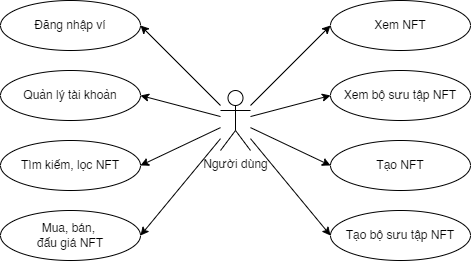 Đăng nhập ví
Xem NFT
Quản lý tài khoản
Xem bộ sưu tập NFT
Người dùng
Tìm kiếm, lọc NFT
Tạo NFT
Mua, bán,
đấu giá NFT
Tạo bộ sưu tập NFT